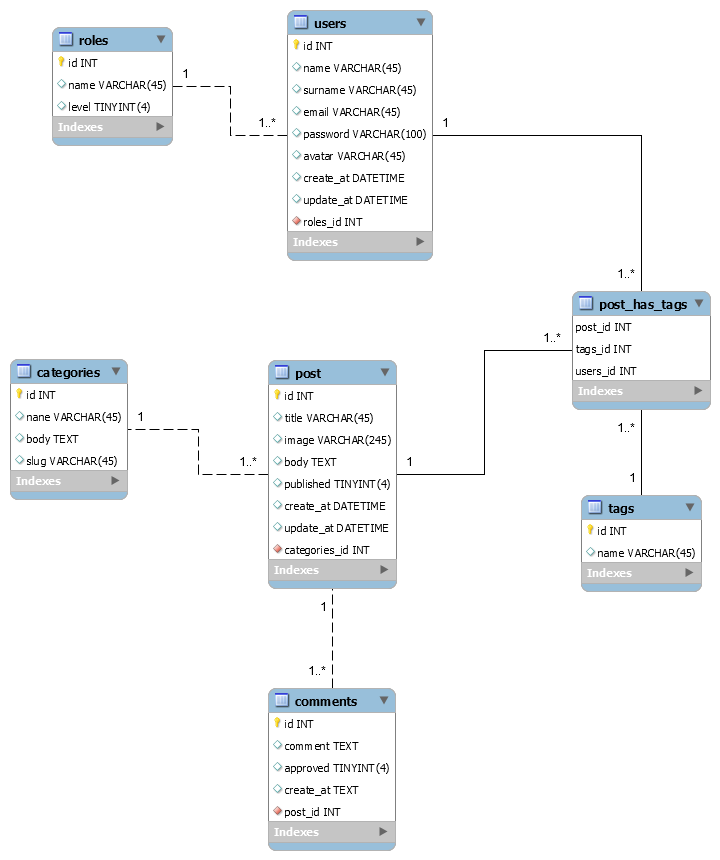 roles
id INT
name VARCHAR(45)
level TINYINT(4)
Indexes
1
1..*
users
id INT
name VARCHAR(45)
surname VARCHAR(45)
email VARCHAR(45)
password VARCHAR(100)
avatar VARCHAR(45)
create_at DATETIME
update_at DATETIME
roles_id INT
Indexes
1
1..*
post_has_tags
post_id INT
tags_id INT
users_id INT
Indexes
1..*
1..*
1
categories
id INT
nane VARCHAR(45)
body TEXT
slug VARCHAR(45)
Indexes
1
1..*
post
id INT
title VARCHAR(45)
image VARCHAR(245)
body TEXT
published TINYINT(4)
create_at DATETIME
update_at DATETIME
categories_id INT
Indexes
1
tags
id INT
name VARCHAR(45)
Indexes
1
1..*
comments
id INT
comment TEXT
approved TINYINT(4)
create_at TEXT
post_id INT
Indexes